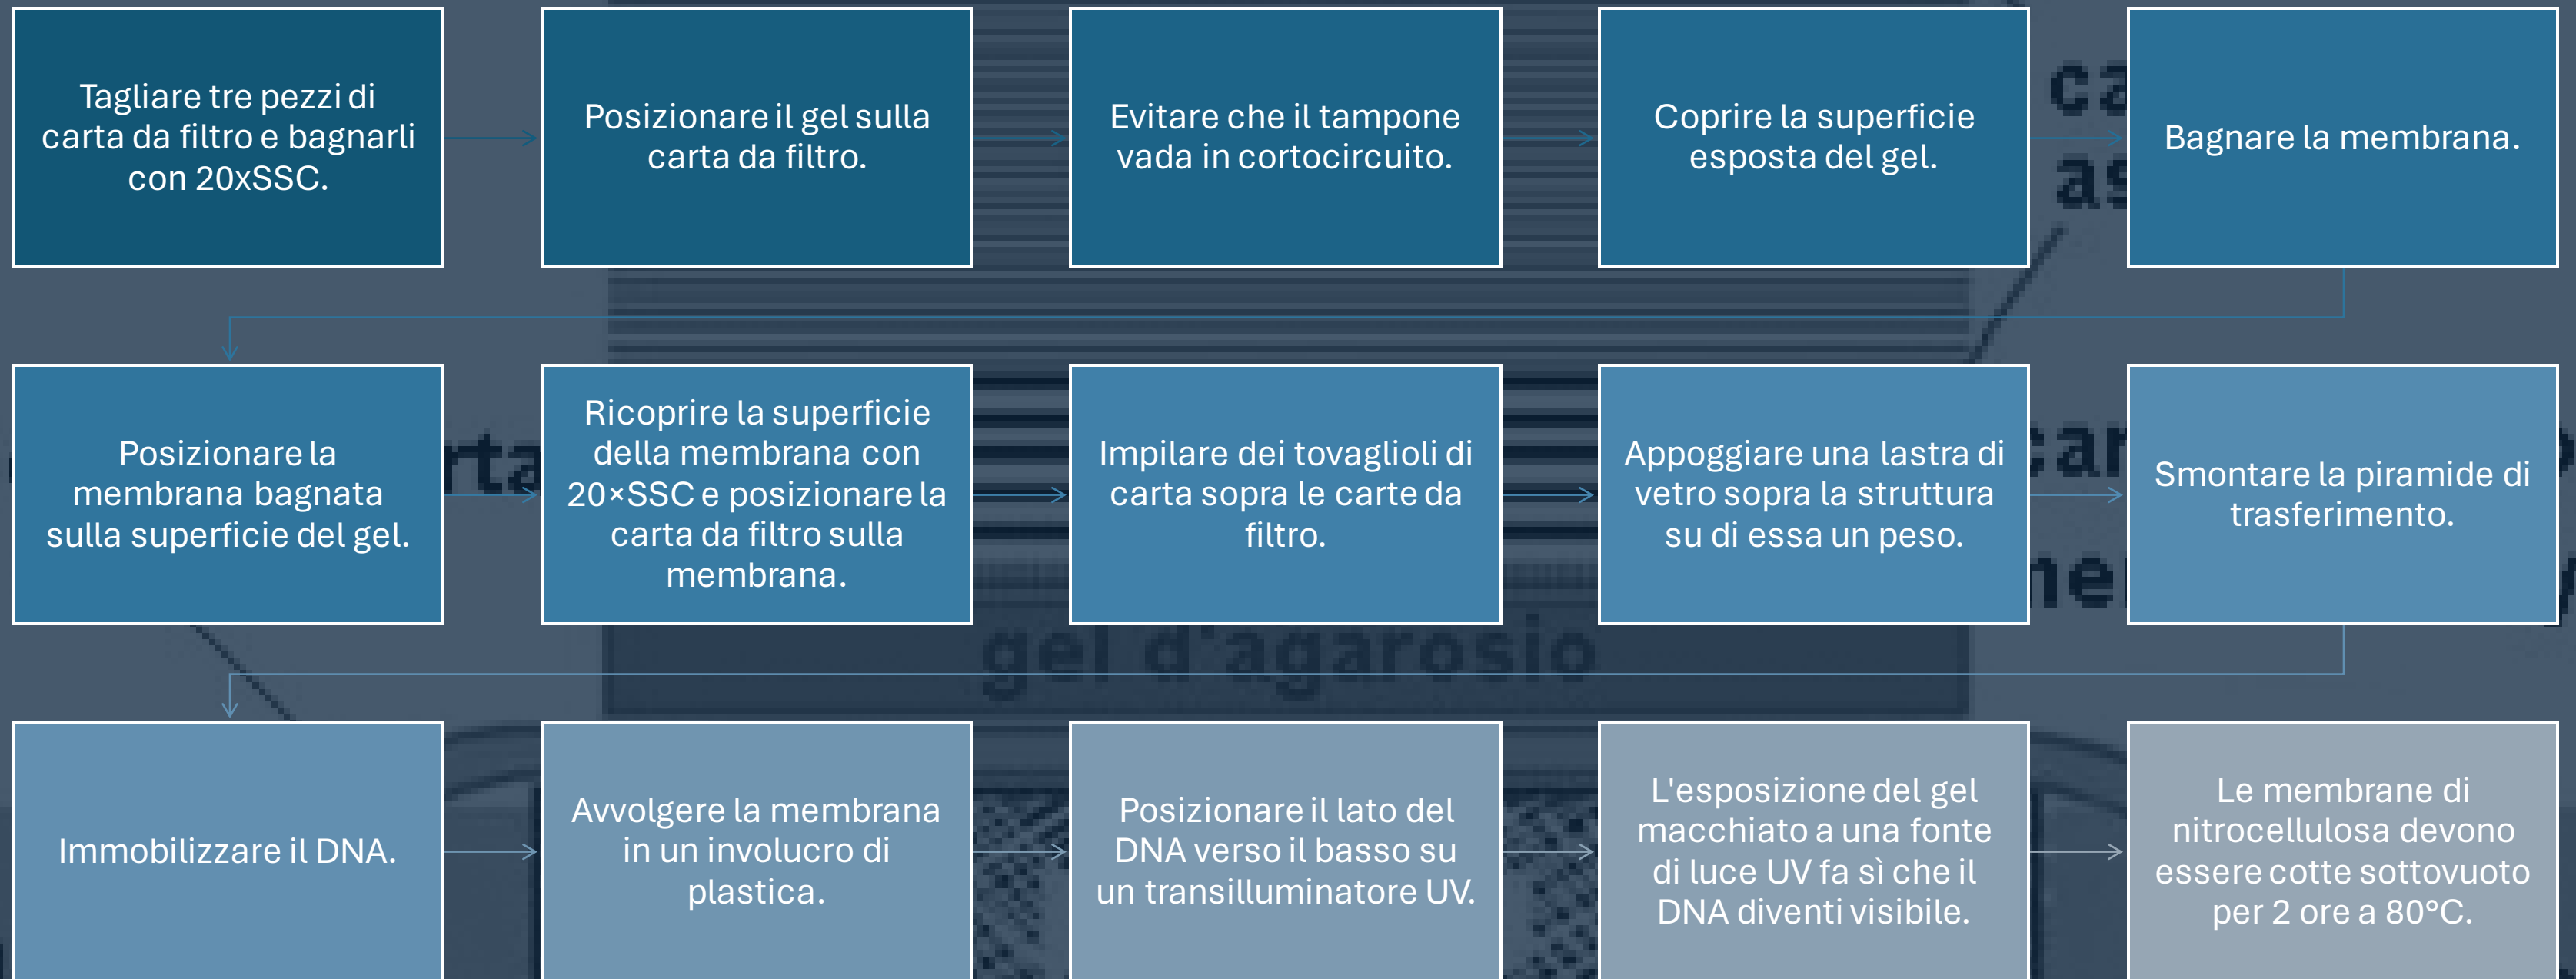 Tagliare tre pezzi di
carta da filtro e bagnarli
con 20xSSC.
Posizionare il gel sulla
carta da filtro.
Evitare che il tampone
vada in cortocircuito.
Coprire la superficie
esposta del gel.
Bagnare la membrana.
Posizionare la
membrana bagnata
sulla superficie del gel.
Ricoprire la superficie
della membrana con
20×SSC e posizionare la
carta da filtro sulla
membrana.
Impilare dei tovaglioli di
carta sopra le carte da
filtro.
Appoggiare una lastra di
vetro sopra la struttura
su di essa un peso.
Smontare la piramide di
trasferimento.
gel d'agarosio
Immobilizzare il DNA.
Avvolgere la membrana
in un involucro di
plastica.
Posizionare il lato del
DNA verso il basso su
un transilluminatore UV.
L'esposizione del gel
macchiato a una fonte
di luce UV fa sì che il
DNA diventi visibile.
Le membrane di
nitrocellulosa devono
essere cotte sottovuoto
per 2 ore a 80°C.